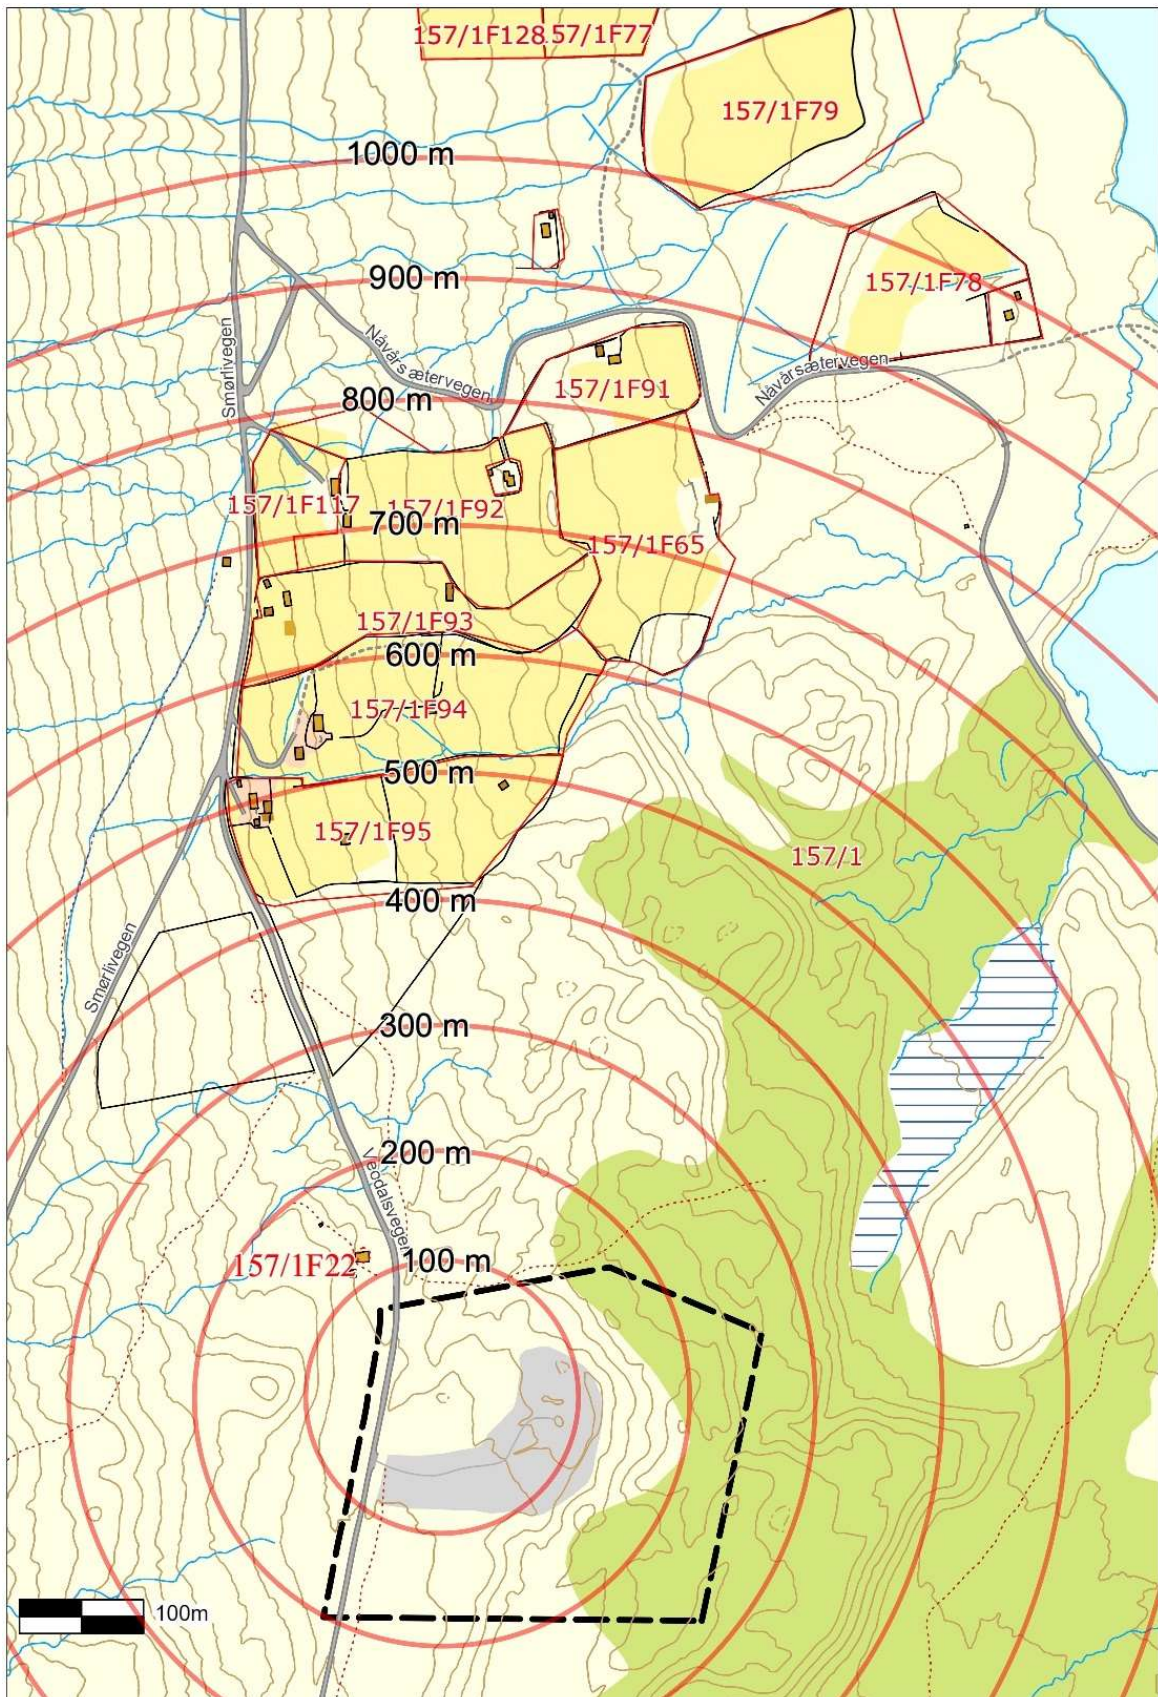 157/1F128
157/1F77
157/1F79
1000 m
900 m
157/1F78
Smørlivegen
Nåvårsætervegen
Nåvårsætervegen
157/1F91
800 m
157/1F117
157/1F92
700 m
157/1F65
157/1F93
600 m
157/1F94
500 m
157/1F95
157/1
400 m
Smørlivegen
300 m
200 m
Veodalsvegen
157/1F22
100 m
100m